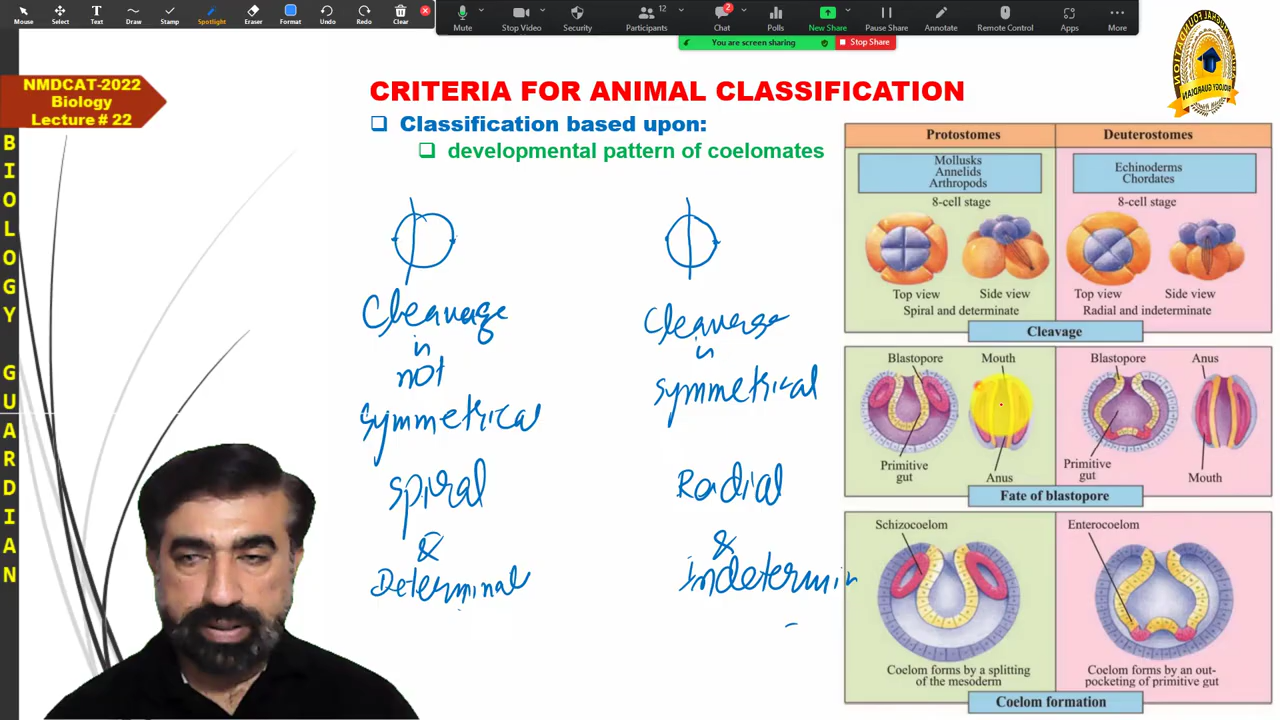 Mouse
Select
Text
Draw
Stamp
Spotlight
Eraser
Format
Undo
Redo
Clear
Mute
Stop Video
Security
Participants
12
Chat
2
Polls
New Share
Pause Share
Annotate
Remote Control
Apps
More
You are screen sharing
Stop Share
NMDCAT-2022
Biology
Lecture # 22
BIOLOGY GUARDIAN
CRITERIA FOR ANIMAL CLASSIFICATION
Classification based upon:
developmental pattern of coelomates
Cleavage
is
not
symmetrical
Spiral
&
Determinal
Cleavage
is
symmetrical
Radial
&
indetermin
Protostomes
Deuterostomes
Mollusks
Annelids
Arthropods
Echinoderms
Chordates
8-cell stage
8-cell stage
Top view
Side view
Top view
Side view
Spiral and determinate
Radial and indeterminate
Cleavage
Blastopore
Mouth
Blastopore
Anus
Primitive
gut
Anus
Primitive
gut
Mouth
Fate of blastopore
Schizocoelom
Enterocoelom
Coelom forms by a splitting
of the mesoderm
Coelom forms by an out-
pocketing of primitive gut
Coelom formation